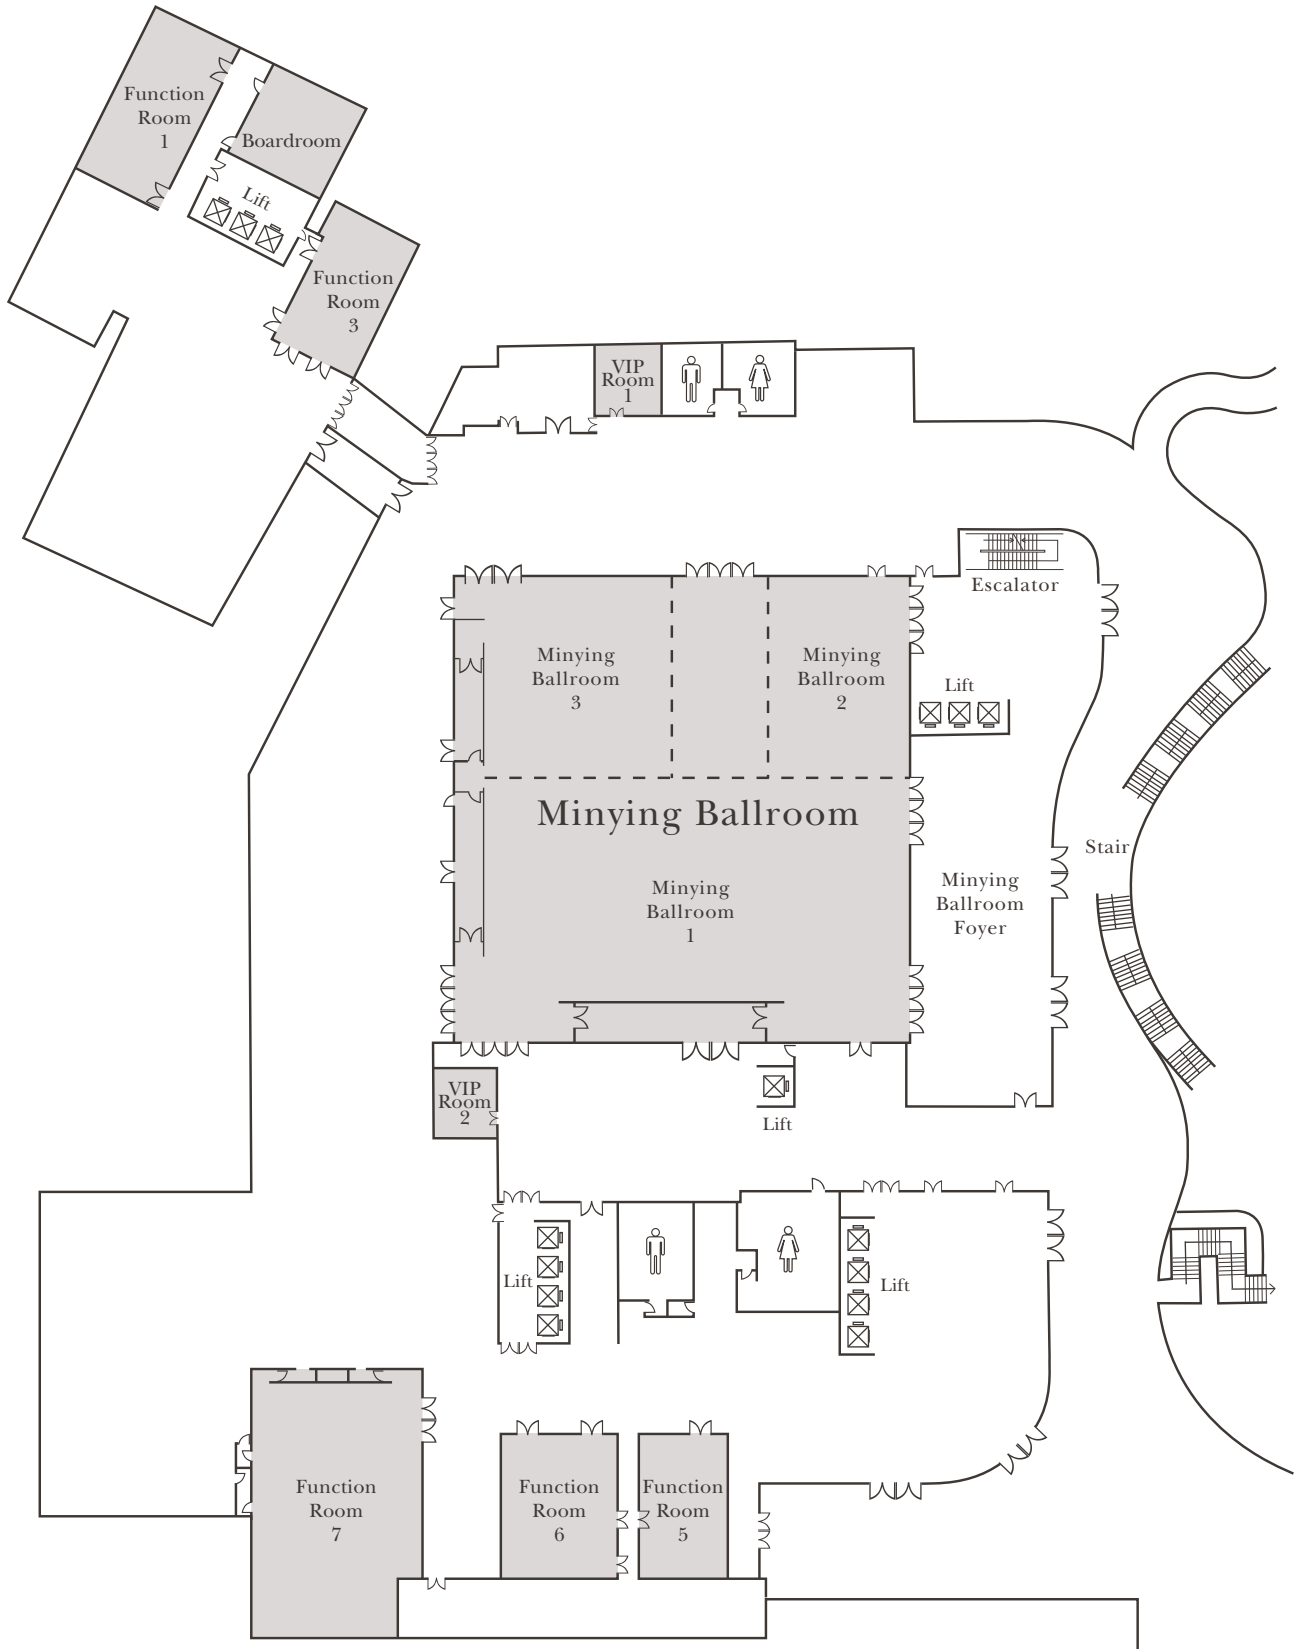 Function
Room
1
Boardroom
Lift
Function
Room
3
VIP
Room
1
Escalator
Minying
Ballroom
3
Minying
Ballroom
2
Lift
Minying Ballroom
Stair
Minying
Ballroom
1
Minying
Ballroom
Foyer
VIP
Room
2
Lift
Lift
Lift
Function
Room
7
Function
Room
6
Function
Room
5